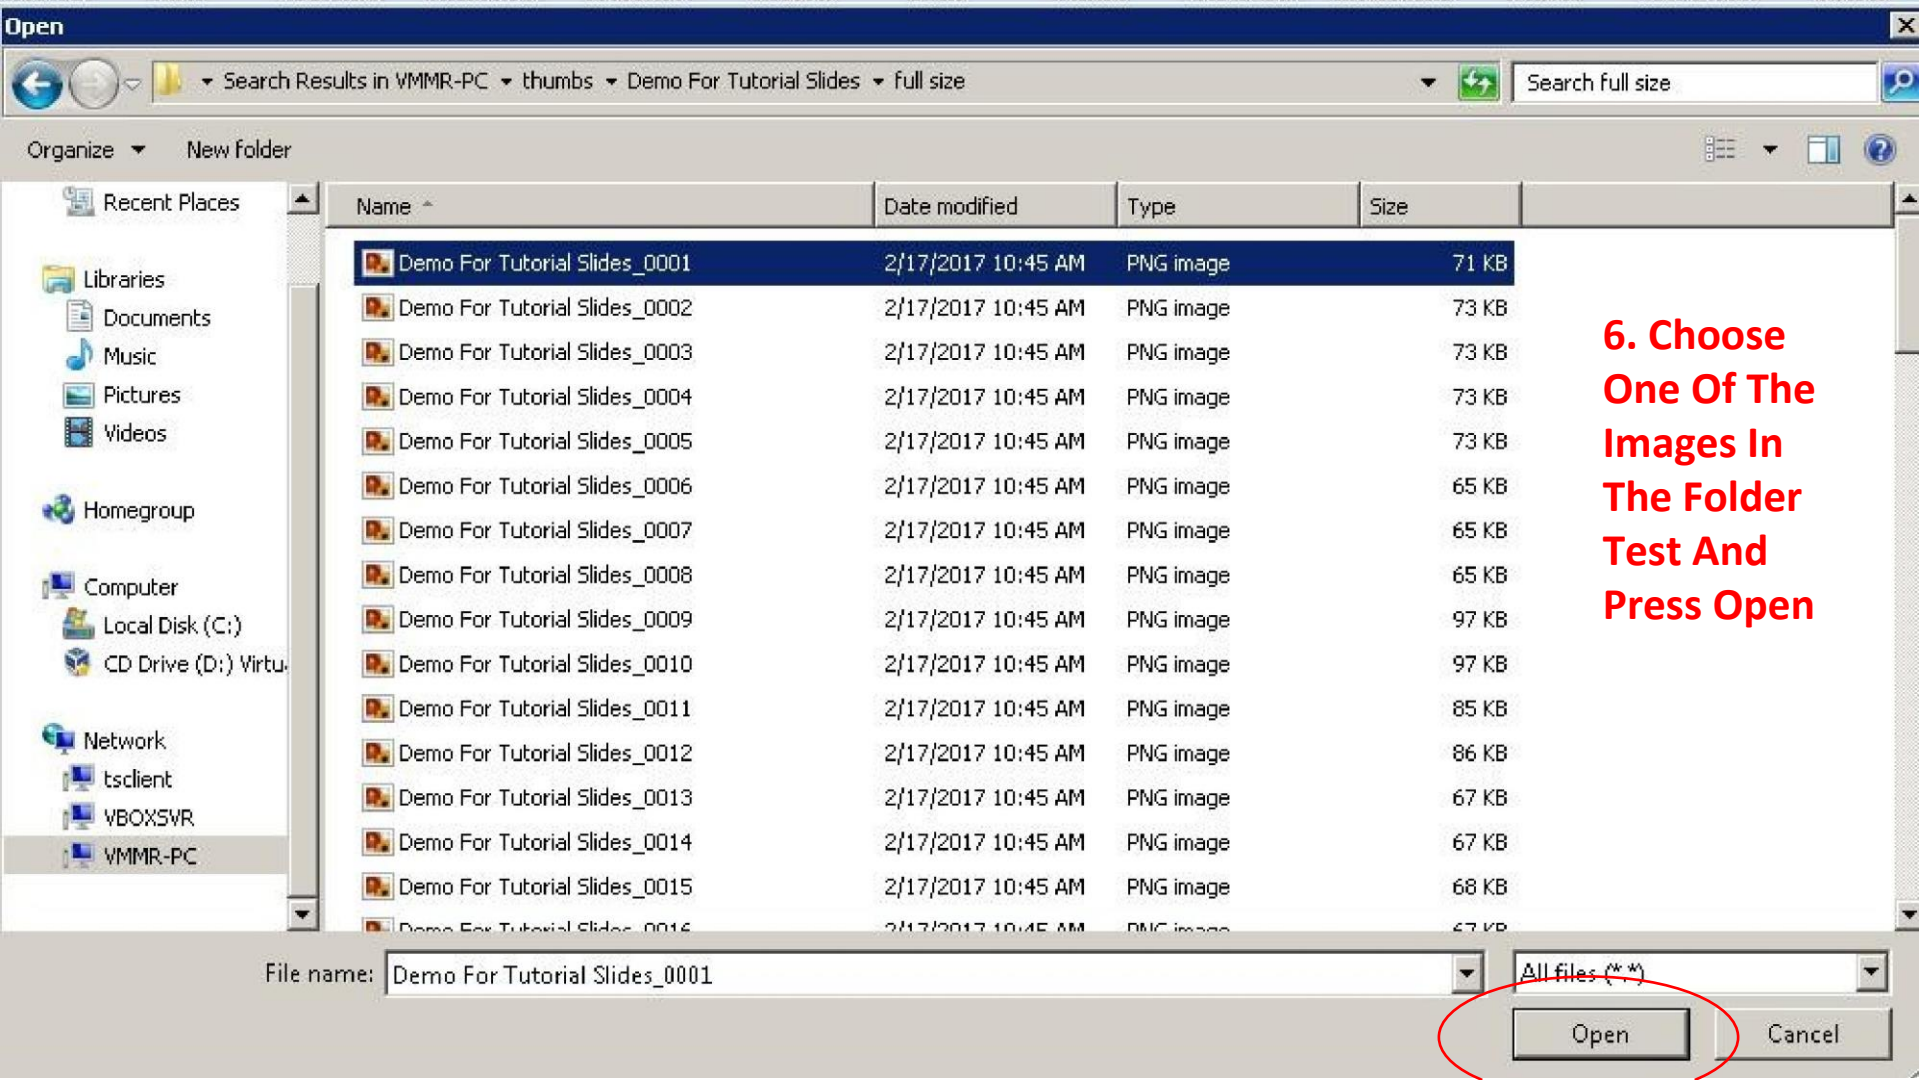 Open
Search Results in VMMR-PC thumbs Demo For Tutorial Slides full size
Search full size
Organize New folder
Recent Places
Libraries
Documents
Music
Pictures
Videos
Homegroup
Computer
Local Disk (C:)
CD Drive (D:) Virtu
Network
tsclient
VBOXSVR
VMMR-PC
Name Date modified Type Size
Demo For Tutorial Slides_0001 2/17/2017 10:45 AM PNG image 71 KB
Demo For Tutorial Slides_0002 2/17/2017 10:45 AM PNG image 73 KB
Demo For Tutorial Slides_0003 2/17/2017 10:45 AM PNG image 73 KB
Demo For Tutorial Slides_0004 2/17/2017 10:45 AM PNG image 73 KB
Demo For Tutorial Slides_0005 2/17/2017 10:45 AM PNG image 73 KB
Demo For Tutorial Slides_0006 2/17/2017 10:45 AM PNG image 65 KB
Demo For Tutorial Slides_0007 2/17/2017 10:45 AM PNG image 65 KB
Demo For Tutorial Slides_0008 2/17/2017 10:45 AM PNG image 65 KB
Demo For Tutorial Slides_0009 2/17/2017 10:45 AM PNG image 97 KB
Demo For Tutorial Slides_0010 2/17/2017 10:45 AM PNG image 97 KB
Demo For Tutorial Slides_0011 2/17/2017 10:45 AM PNG image 85 KB
Demo For Tutorial Slides_0012 2/17/2017 10:45 AM PNG image 86 KB
Demo For Tutorial Slides_0013 2/17/2017 10:45 AM PNG image 67 KB
Demo For Tutorial Slides_0014 2/17/2017 10:45 AM PNG image 67 KB
Demo For Tutorial Slides_0015 2/17/2017 10:45 AM PNG image 68 KB
Demo For Tutorial Slides_0016 2/17/2017 10:45 AM PNG image 67 KB
6. Choose
One Of The
Images In
The Folder
Test And
Press Open
File name: Demo For Tutorial Slides_0001 All files (*.*)
Open Cancel